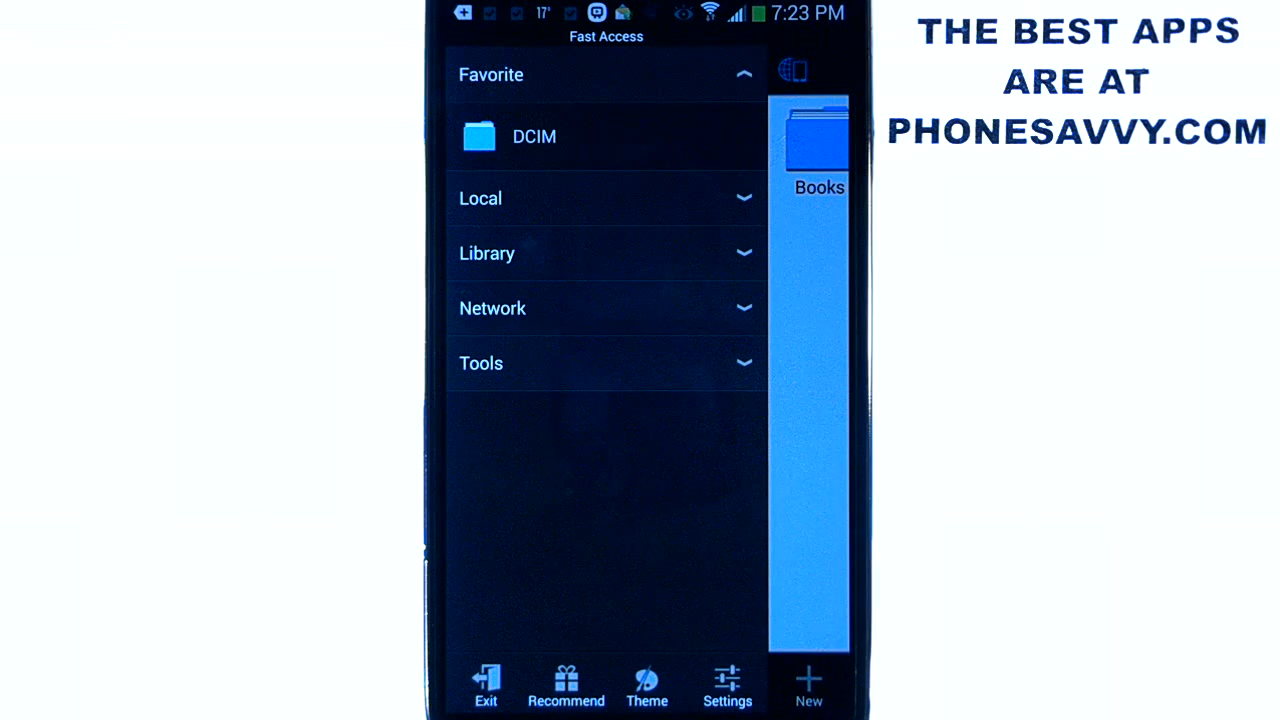 17°
7:23 PM
THE BEST APPS
ARE AT
PHONESAVVY.COM
Fast Access
Favorite
DCIM
Books
Local
Library
Network
Tools
Exit
Recommend
Theme
Settings
New